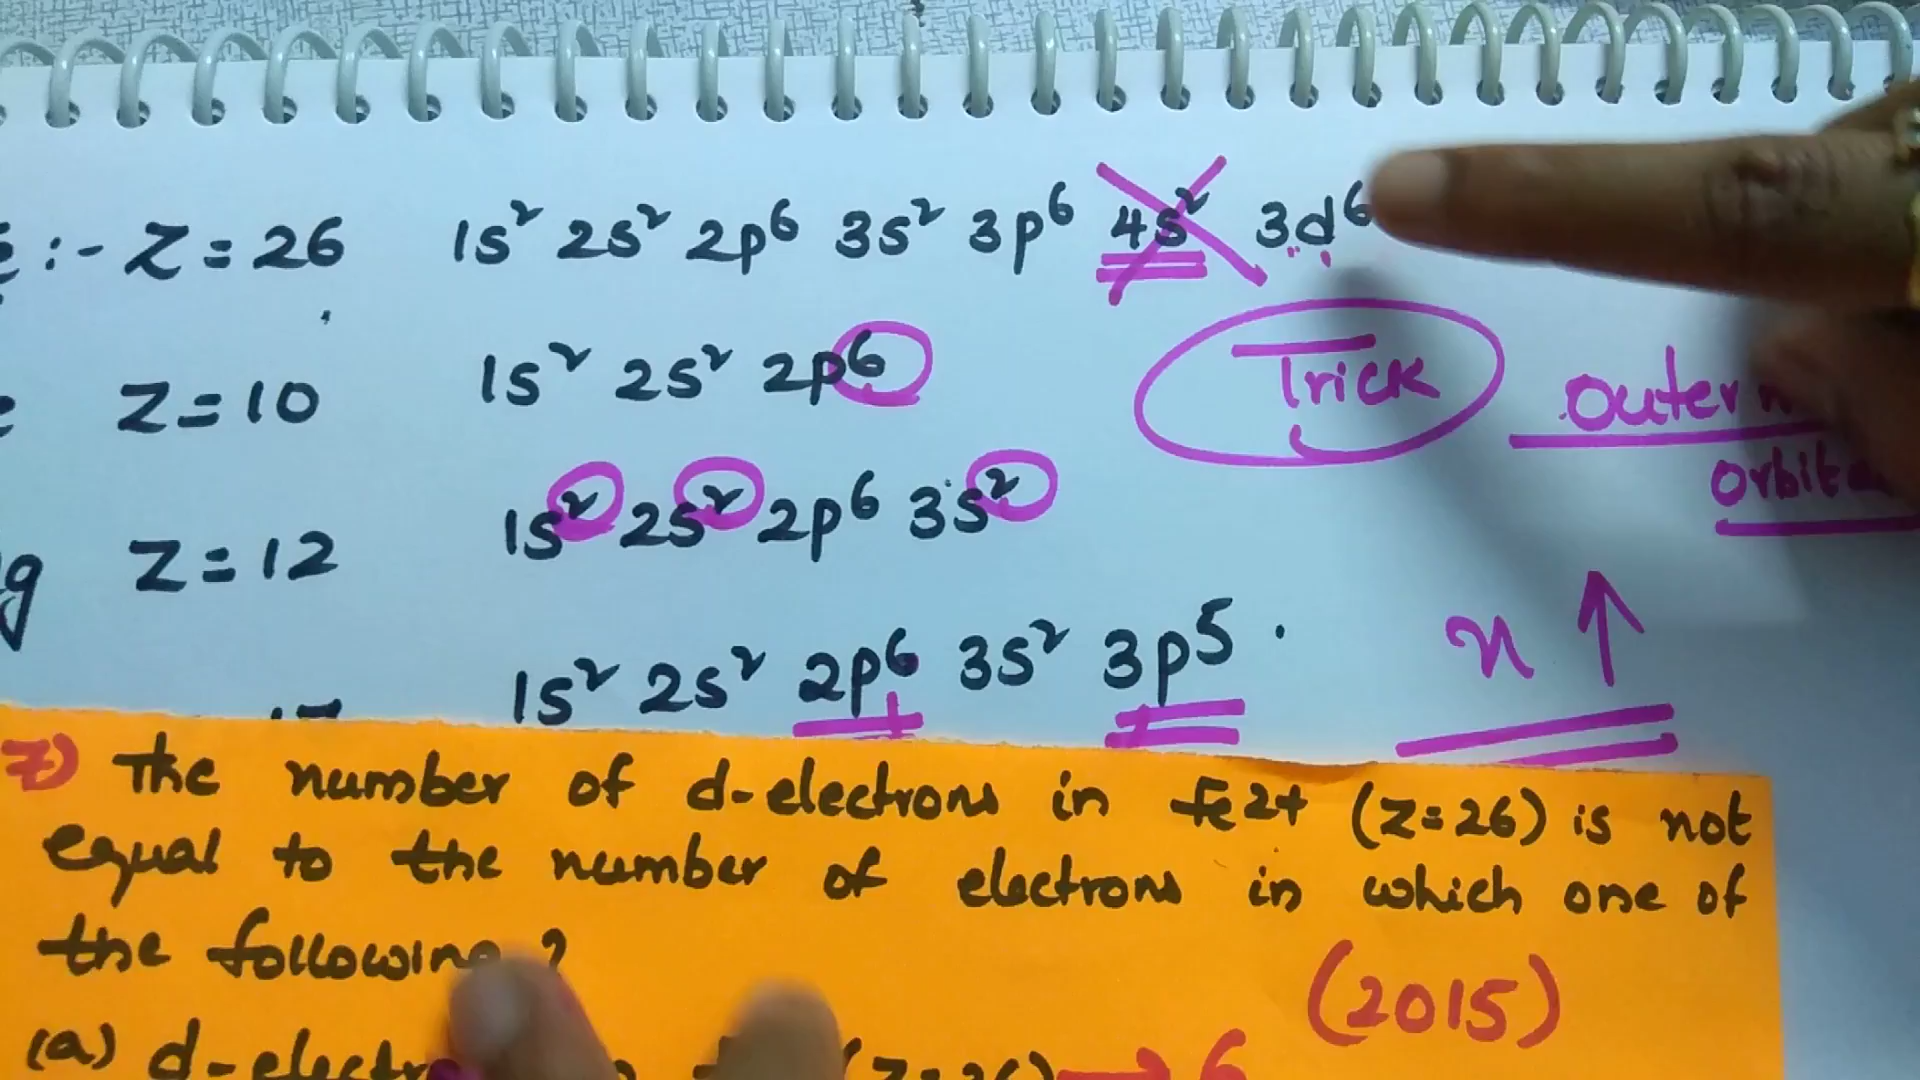 :- Z = 26 1s² 2s² 2p⁶ 3s² 3p⁶ 4s² 3d⁶
Z = 10 1s² 2s² 2p⁶
Trick
Outer
Z = 12 1s² 2s² 2p⁶ 3s²
n ↑
1s² 2s² 2p⁶ 3s² 3p⁵ .
7) The number of d-electrons in Fe2+ (Z=26) is not
equal to the number of electrons in which one of
the following?
(2015)
(a) (Z=26) → 6